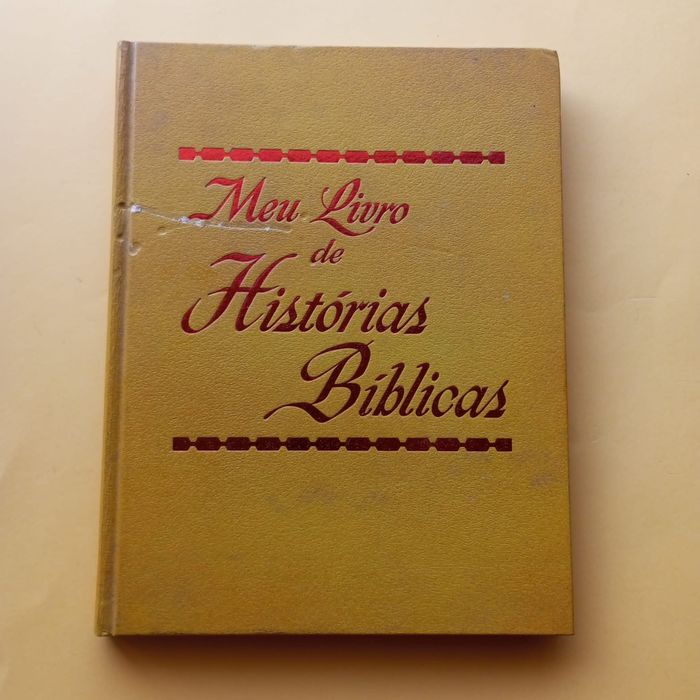 Meu Livro
de
Histórias
Bíblicas